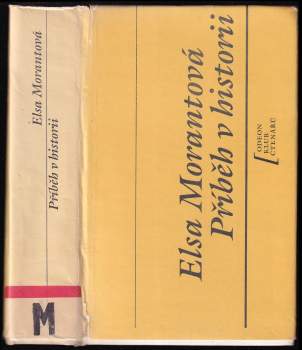 Elsa Morantová
Příběh v historii
M
Elsa Morantová
Příběh v historii
ODEON
KLUB
ČTENÁŘŮ